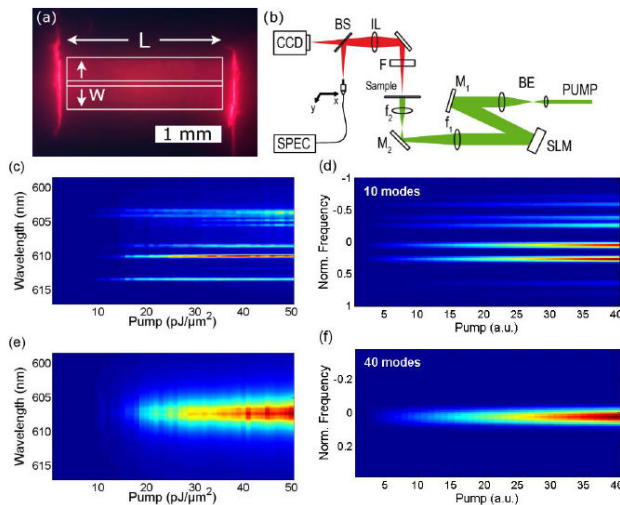 (a)
L
W
1 mm
(b)
BS
IL
CCD
F
Sample
f2
x
y
SPEC
M1
BE
PUMP
f1
M2
SLM
(c)
600
605
610
615
Wavelength (nm)
10 20 30 40 50
Pump (pJ/µm²)
(d)
10 modes
-1
-0.5
0
0.5
1
Norm. Frequency
5 10 15 20 25 30 35 40
Pump (a.u.)
(e)
600
605
610
615
Wavelength (nm)
10 20 30 40 50
Pump (pJ/µm²)
(f)
40 modes
-0.2
0
0.2
Norm. Frequency
5 10 15 20 25 30 35 40
Pump (a.u.)